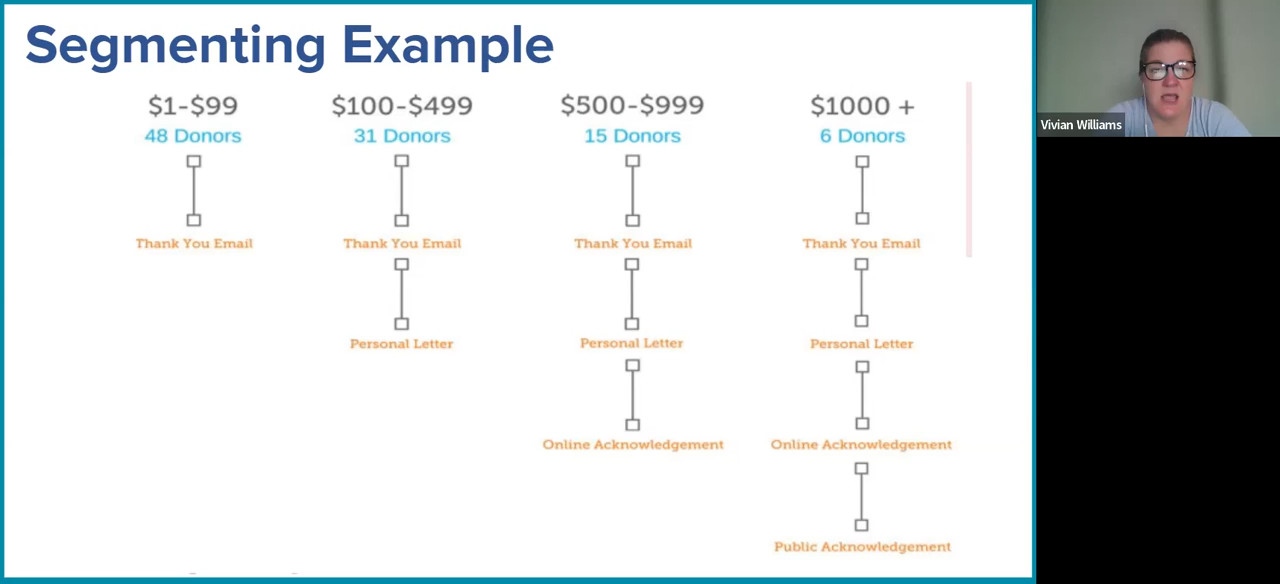 Segmenting Example
$1-$99
$100-$499
$500-$999
$1000 +
48 Donors
31 Donors
15 Donors
6 Donors
Thank You Email
Thank You Email
Thank You Email
Thank You Email
Personal Letter
Personal Letter
Personal Letter
Online Acknowledgement
Online Acknowledgement
Public Acknowledgement
Vivian Williams